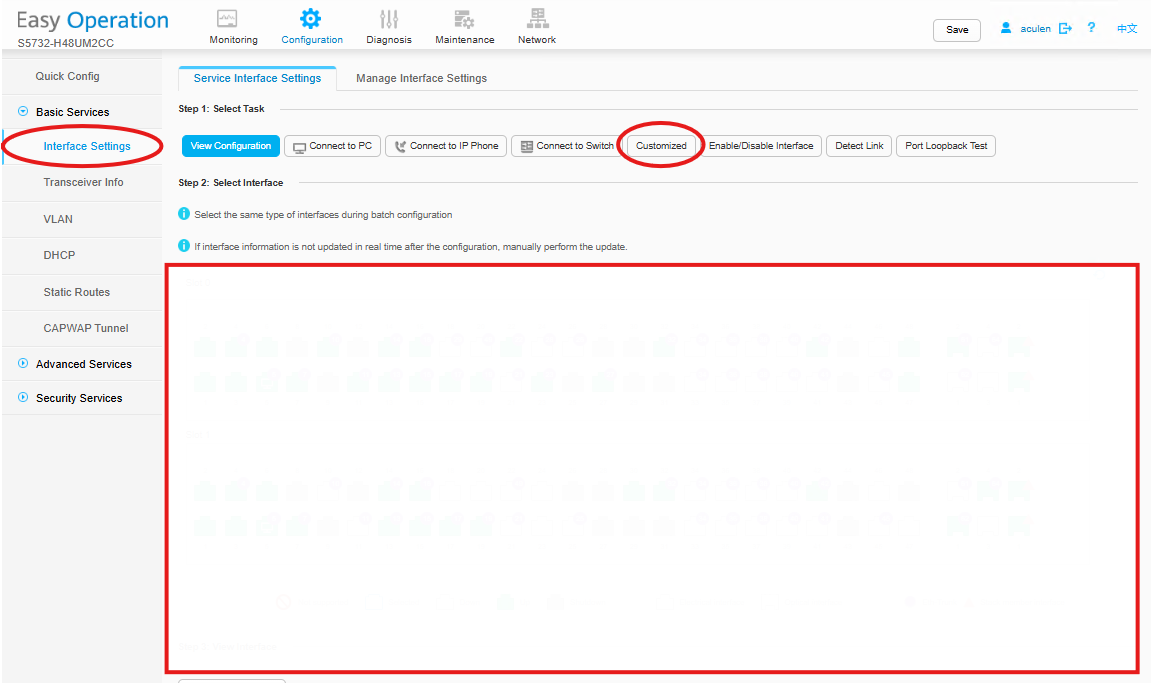 Easy Operation
S5732-H48UM2CC
Monitoring
Configuration
Diagnosis
Maintenance
Network
Save
aculen
?
中文
Quick Config
Basic Services
Interface Settings
Transceiver Info
VLAN
DHCP
Static Routes
CAPWAP Tunnel
Advanced Services
Security Services
Service Interface Settings
Manage Interface Settings
Step 1: Select Task
View Configuration
Connect to PC
Connect to IP Phone
Connect to Switch
Customized
Enable/Disable Interface
Detect Link
Port Loopback Test
Step 2: Select Interface
Select the same type of interfaces during batch configuration
If interface information is not updated in real time after the configuration, manually perform the update.